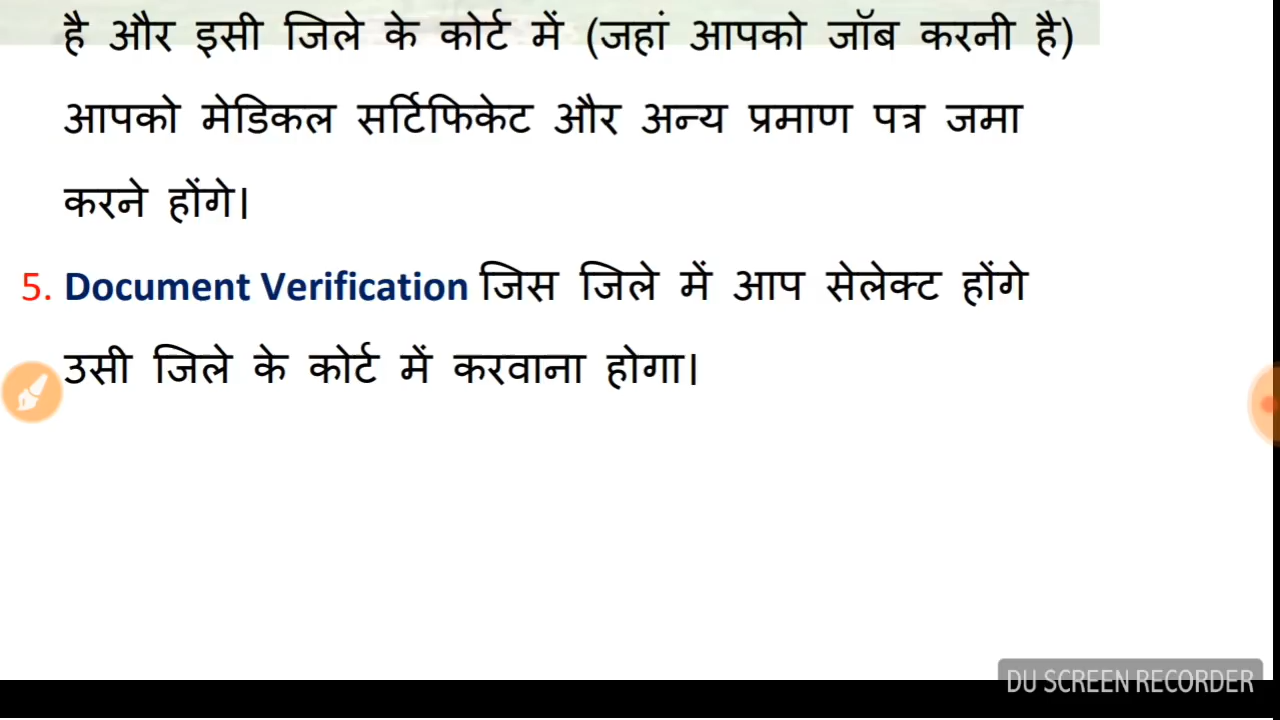 है और इसी जिले के कोर्ट में (जहां आपको जॉब करनी है)
आपको मेडिकल सर्टिफिकेट और अन्य प्रमाण पत्र जमा
करने होंगे।
5. Document Verification जिस जिले में आप सेलेक्ट होंगे
उसी जिले के कोर्ट में करवाना होगा।
DU SCREEN RECORDER